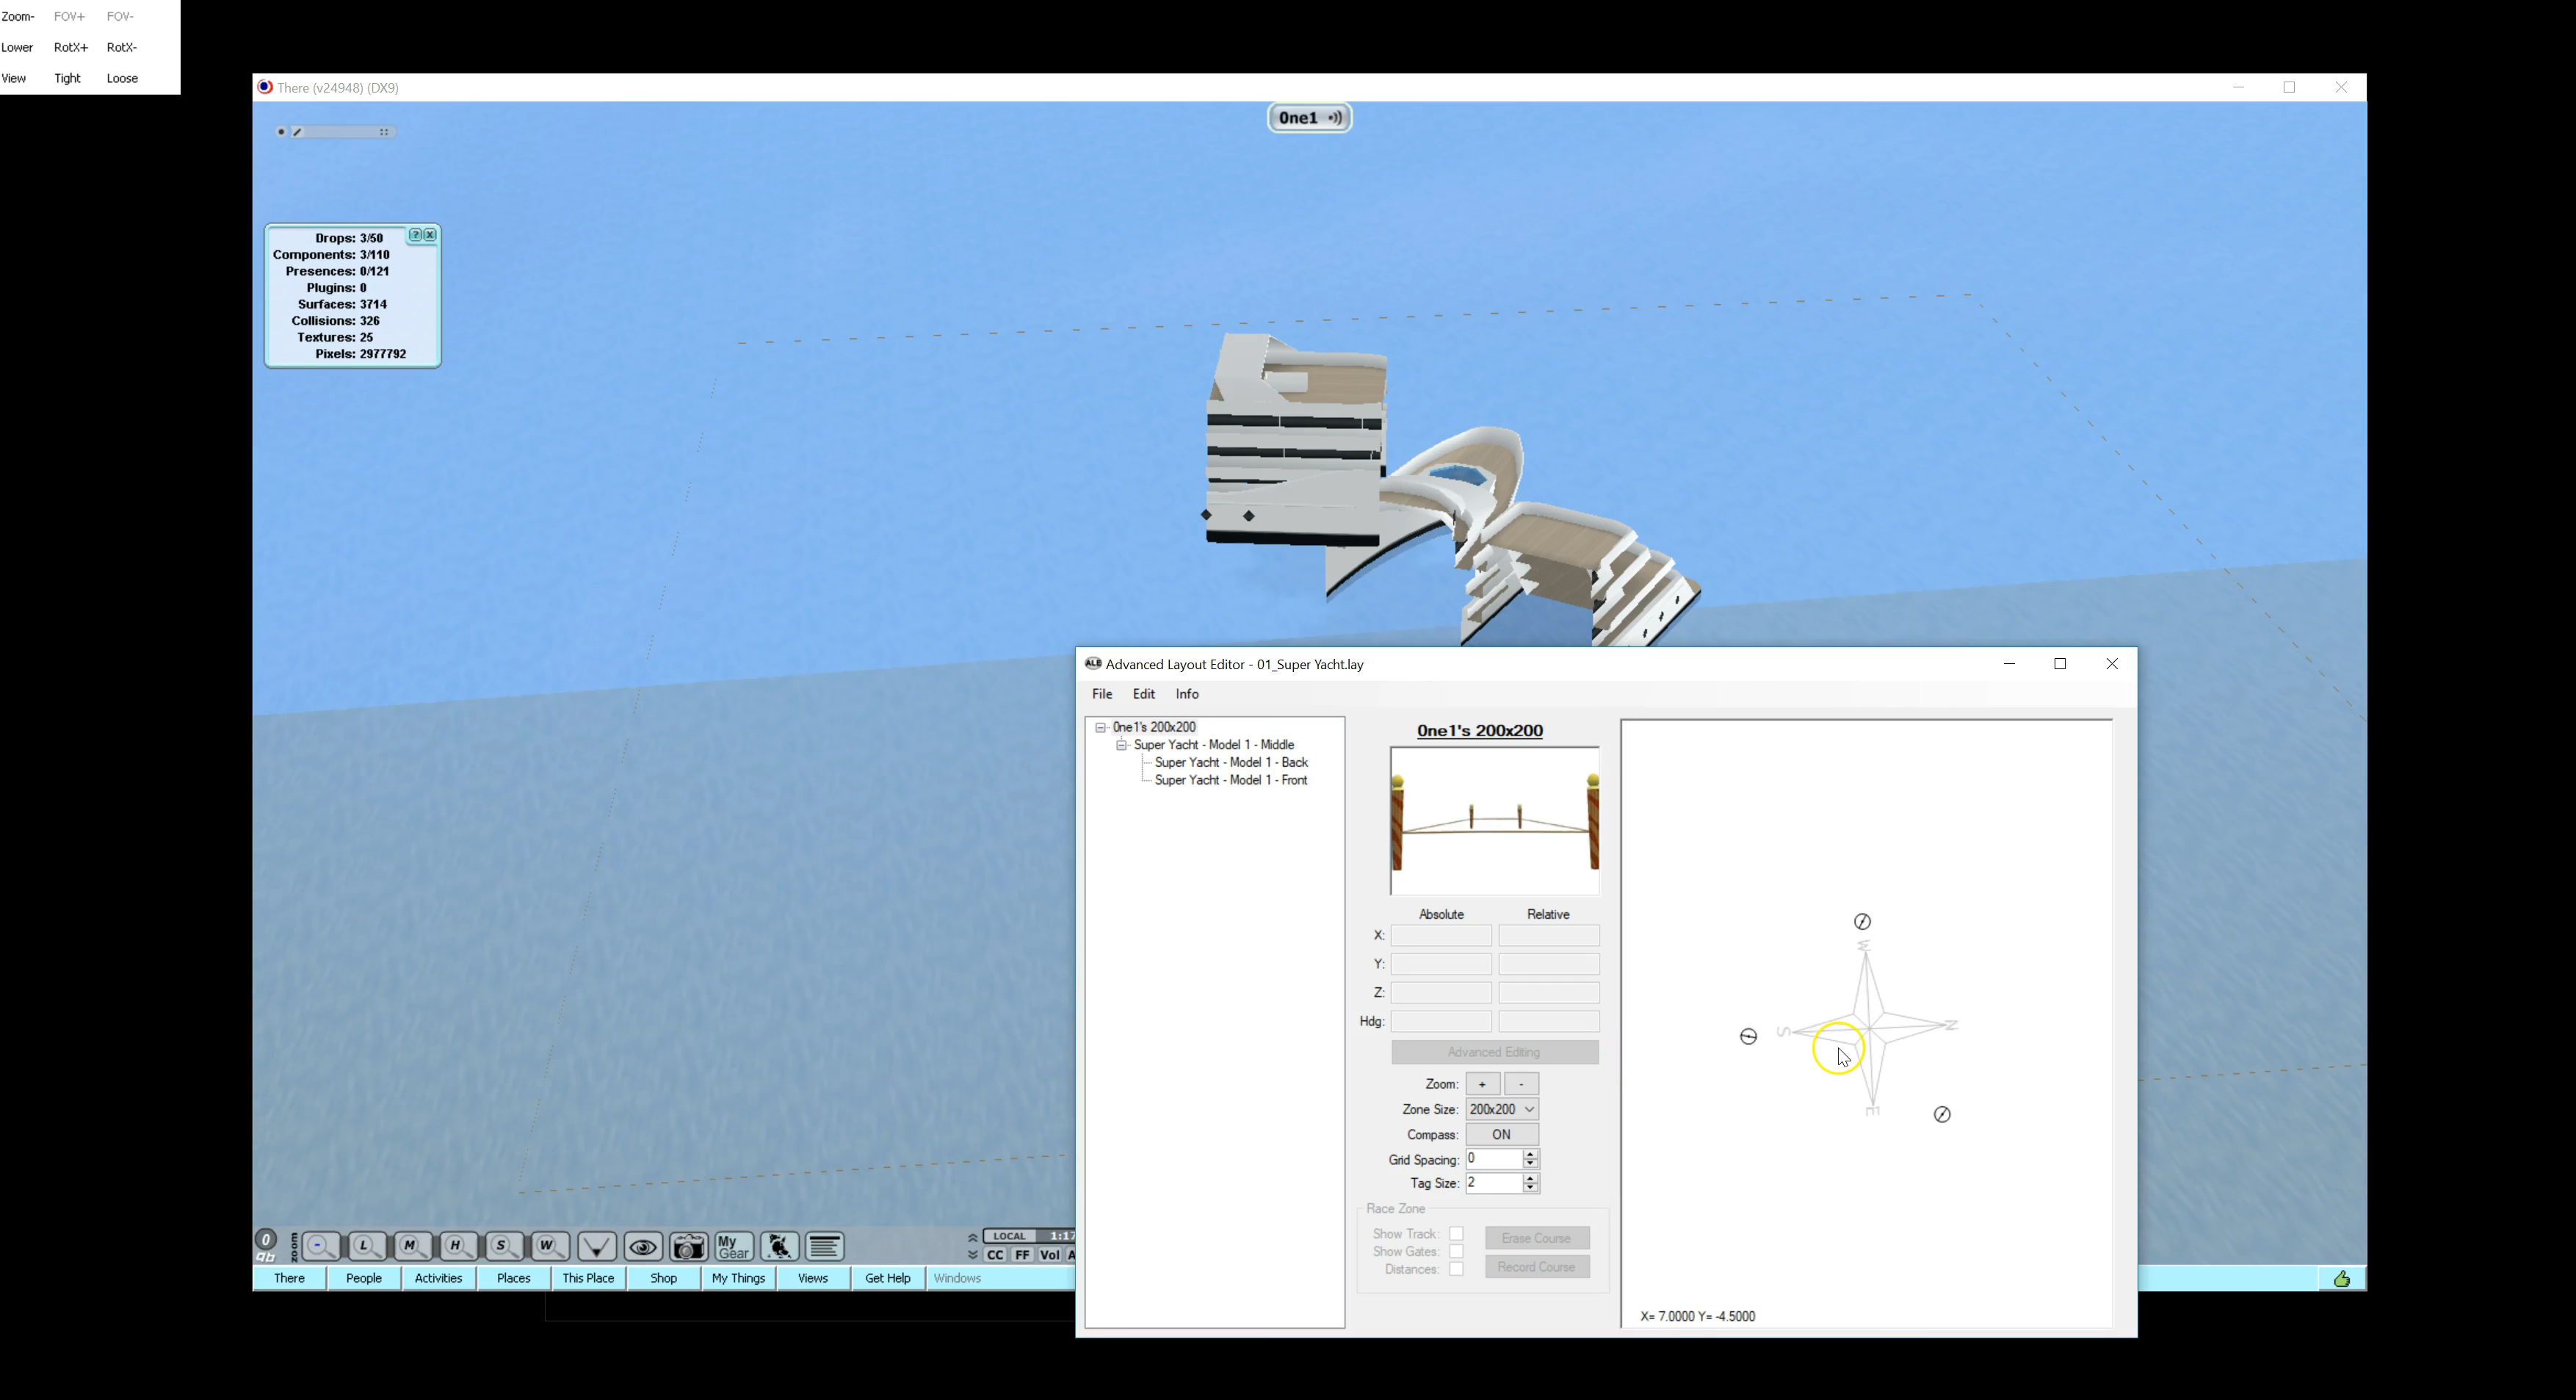 Zoom- FOV+ FOV-
Lower RotX+ RotX-
View Tight Loose
There (v24948) (DX9)
One1
Drops: 3/50
Components: 3/110
Presences: 0/121
Plugins: 0
Surfaces: 3714
Collisions: 326
Textures: 25
Pixels: 2977792
ALE Advanced Layout Editor - 01_Super Yacht.lay
File Edit Info
One1's 200x200
Super Yacht - Model 1 - Middle
Super Yacht - Model 1 - Back
Super Yacht - Model 1 - Front
One1's 200x200
Absolute Relative
X:
Y:
Z:
Hdg:
Advanced Editing
Zoom: + -
Zone Size: 200x200
Compass: ON
Grid Spacing: 0
Tag Size: 2
Race Zone
Show Track: Erase Course
Show Gates:
Distances: Record Course
W
S N
E
X= 7.0000 Y= -4.5000
0 zoom - L M H S W My Gear LOCAL 1:17
CC FF Vol A
There People Activities Places This Place Shop My Things Views Get Help Windows